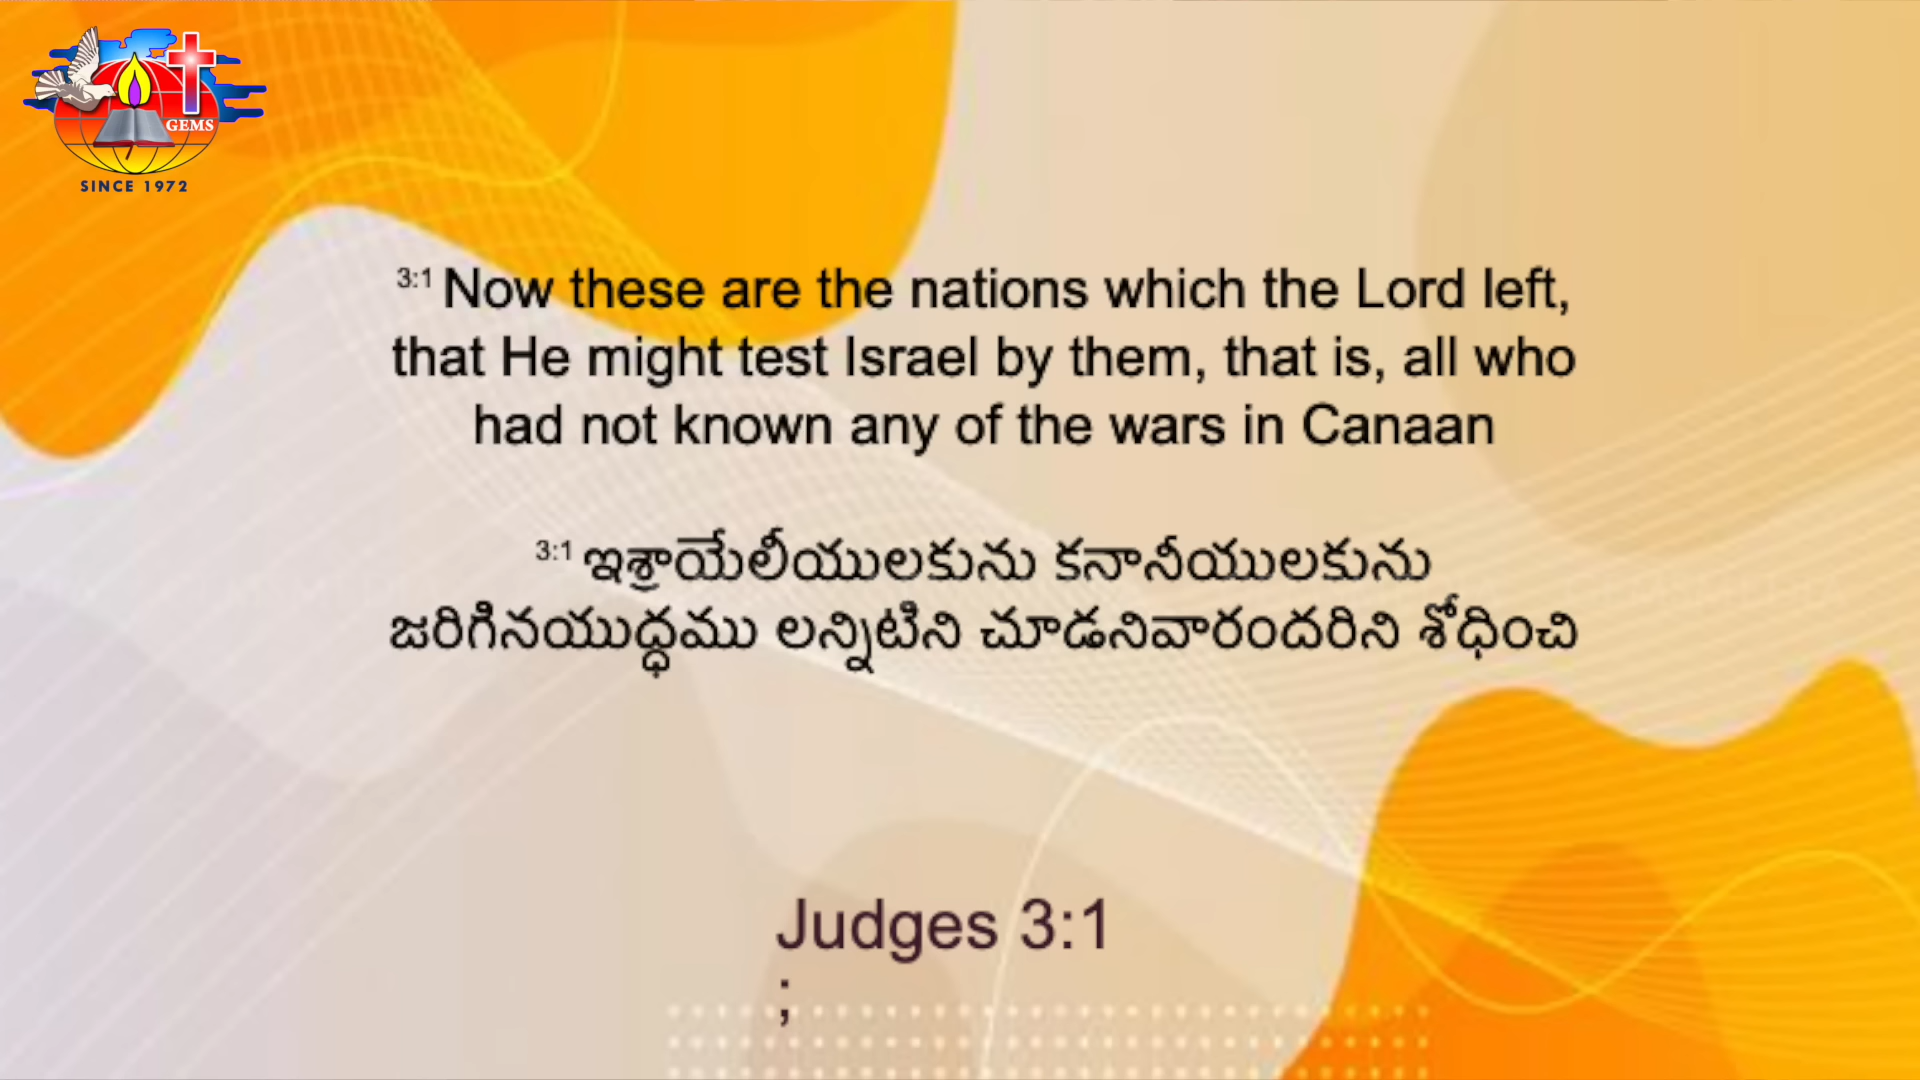 GEMS
SINCE 1972
3:1 Now these are the nations which the Lord left,
that He might test Israel by them, that is, all who
had not known any of the wars in Canaan
3:1 ఇశ్రాయేలీయులకును కనానీయులకును
జరిగినయుద్ధము లన్నిటిని చూడనివారందరిని శోధించి
Judges 3:1
;